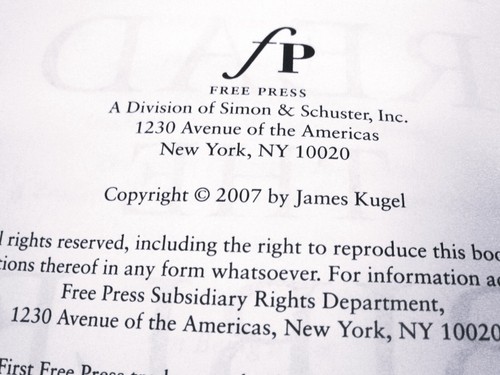 fP
FREE PRESS
A Division of Simon & Schuster, Inc.
1230 Avenue of the Americas
New York, NY 10020
Copyright © 2007 by James Kugel
rights reserved, including the right to reproduce this
thereof in any form whatsoever. For information
Free Press Subsidiary Rights Department,
1230 Avenue of the Americas, New York, NY 10020
First Free Press